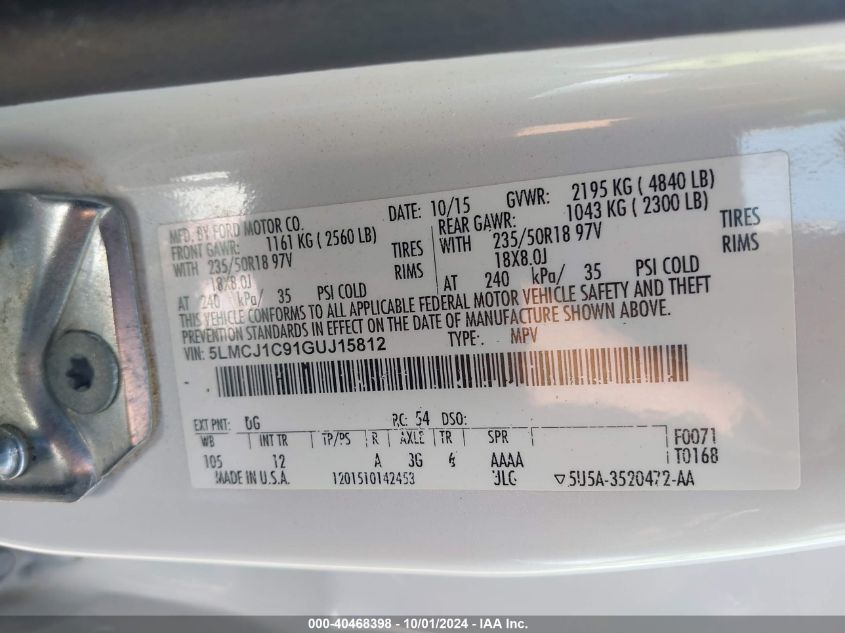 MFD. BY FORD MOTOR CO.
DATE: 10/15 GVWR: 2195 KG ( 4840 LB)
FRONT GAWR: 1161 KG ( 2560 LB) REAR GAWR: 1043 KG ( 2300 LB)
WITH 235/50R18 97V TIRES WITH 235/50R18 97V TIRES
18X8.0J RIMS 18X8.0J RIMS
AT 240 kPa/ 35 PSI COLD AT 240 kPa/ 35 PSI COLD
THIS VEHICLE CONFORMS TO ALL APPLICABLE FEDERAL MOTOR VEHICLE SAFETY AND THEFT
PREVENTION STANDARDS IN EFFECT ON THE DATE OF MANUFACTURE SHOWN ABOVE.
VIN: 5LMCJ1C91GUJ15812 TYPE: MPV
EXT PNT: DG RC: 54 DSO:
WB INT TR TP/PS R AXLE TR SPR F0071
105 12 A 3G 6 AAAA T0168
MADE IN U.S.A. 1201510142453 JLC ▽5U5A-3520472-AA
000-40468398 - 10/01/2024 - IAA Inc.